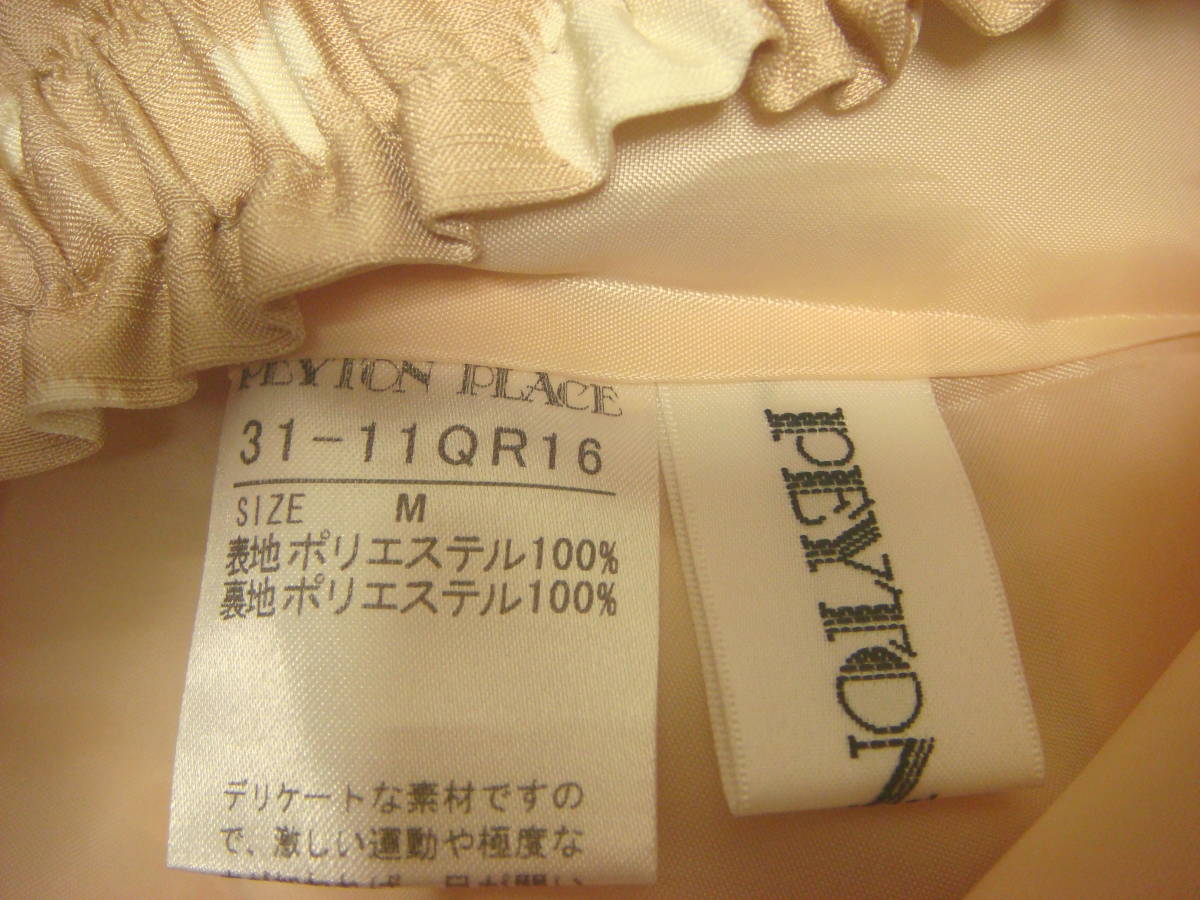 PEYTON PLACE
31-11QR16
SIZE M
表地 ポリエステル100%
裏地 ポリエステル100%
デリケートな素材ですの
で、激しい運動や極度な
PEYTON